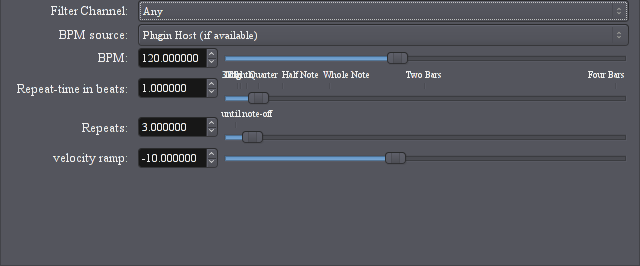 Filter Channel: Any
BPM source: Plugin Host (if available)
BPM: 120.000000
Quarter Half Note Whole Note Two Bars Four Bars
Repeat-time in beats: 1.000000
until note-off
Repeats: 3.000000
velocity ramp: -10.000000